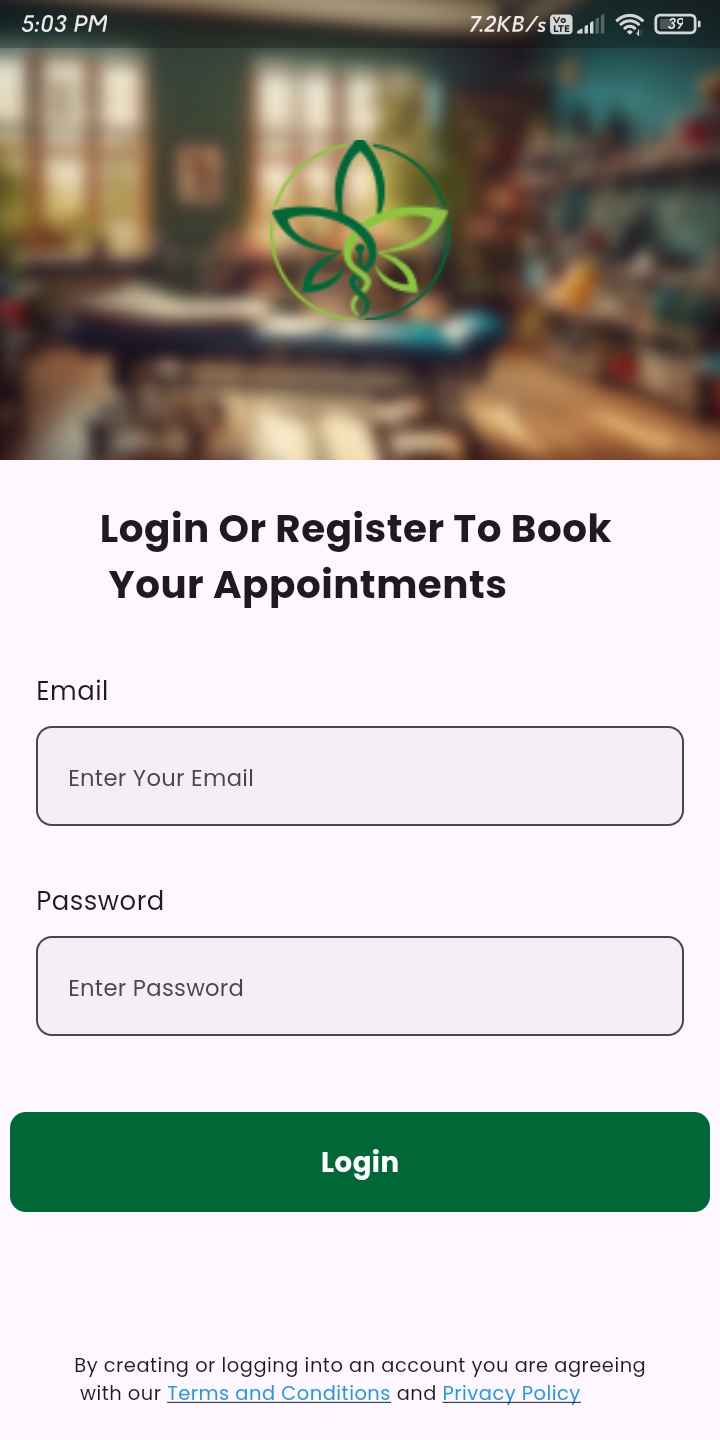 5:03 PM 7.2KB/s Vo LTE 39
Login Or Register To Book
Your Appointments
Email
Enter Your Email
Password
Enter Password
Login
By creating or logging into an account you are agreeing
with our Terms and Conditions and Privacy Policy